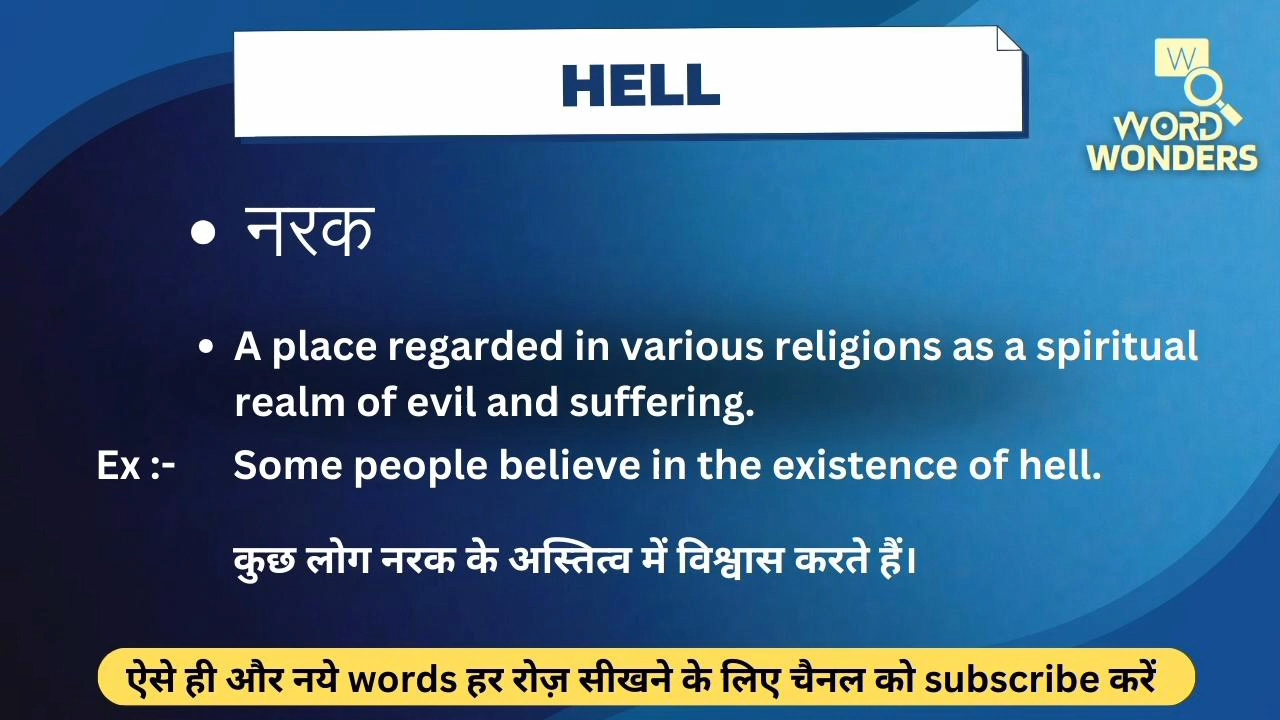 HELL
W
WORD
WONDERS
• नरक
• A place regarded in various religions as a spiritual
realm of evil and suffering.
Ex :- Some people believe in the existence of hell.
कुछ लोग नरक के अस्तित्व में विश्वास करते हैं।
ऐसे ही और नये words हर रोज़ सीखने के लिए चैनल को subscribe करें